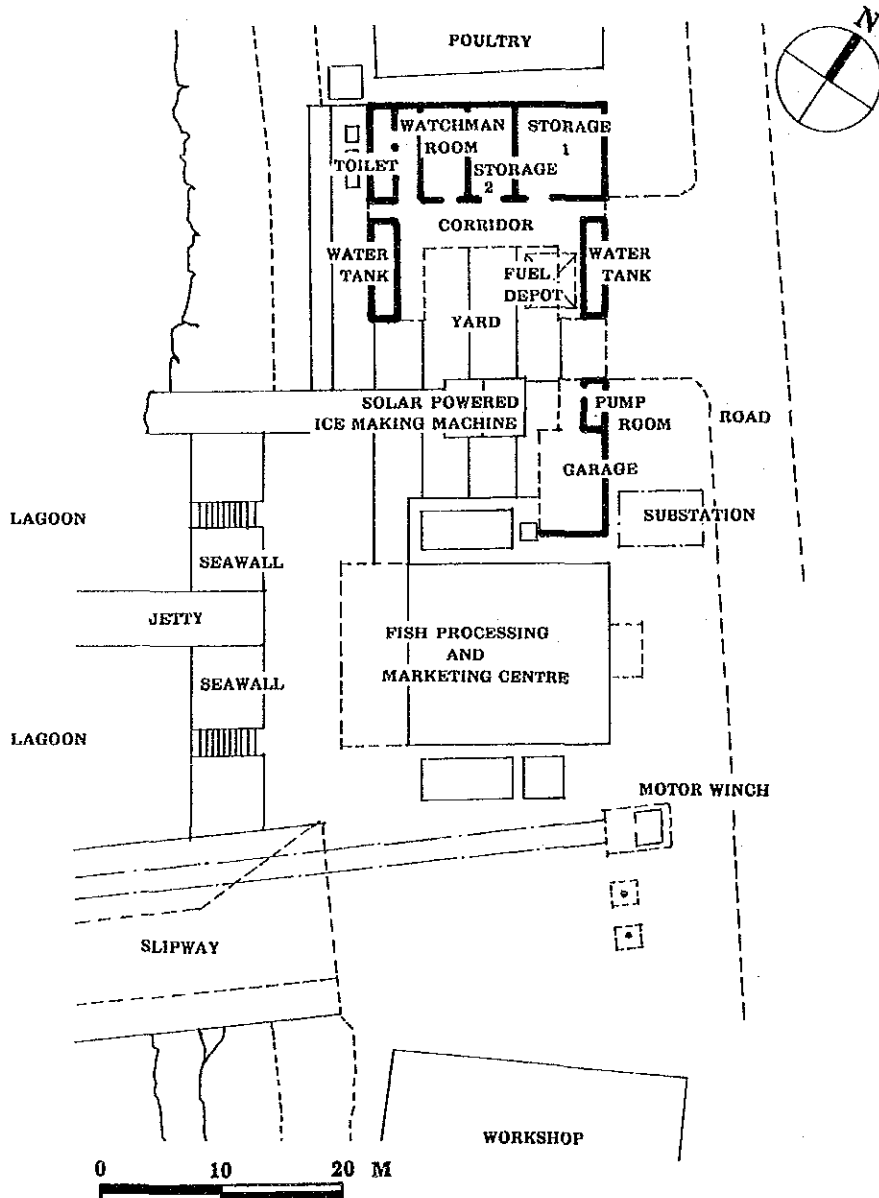 N
POULTRY
WATCHMAN
ROOM
STORAGE
1
TOILET
STORAGE
2
CORRIDOR
WATER
TANK
FUEL
DEPOT
WATER
TANK
YARD
SOLAR POWERED
ICE MAKING MACHINE
PUMP
ROOM
ROAD
GARAGE
LAGOON
SUBSTATION
SEAWALL
JETTY
FISH PROCESSING
AND
MARKETING CENTRE
SEAWALL
LAGOON
MOTOR WINCH
SLIPWAY
WORKSHOP
0 10 20 M